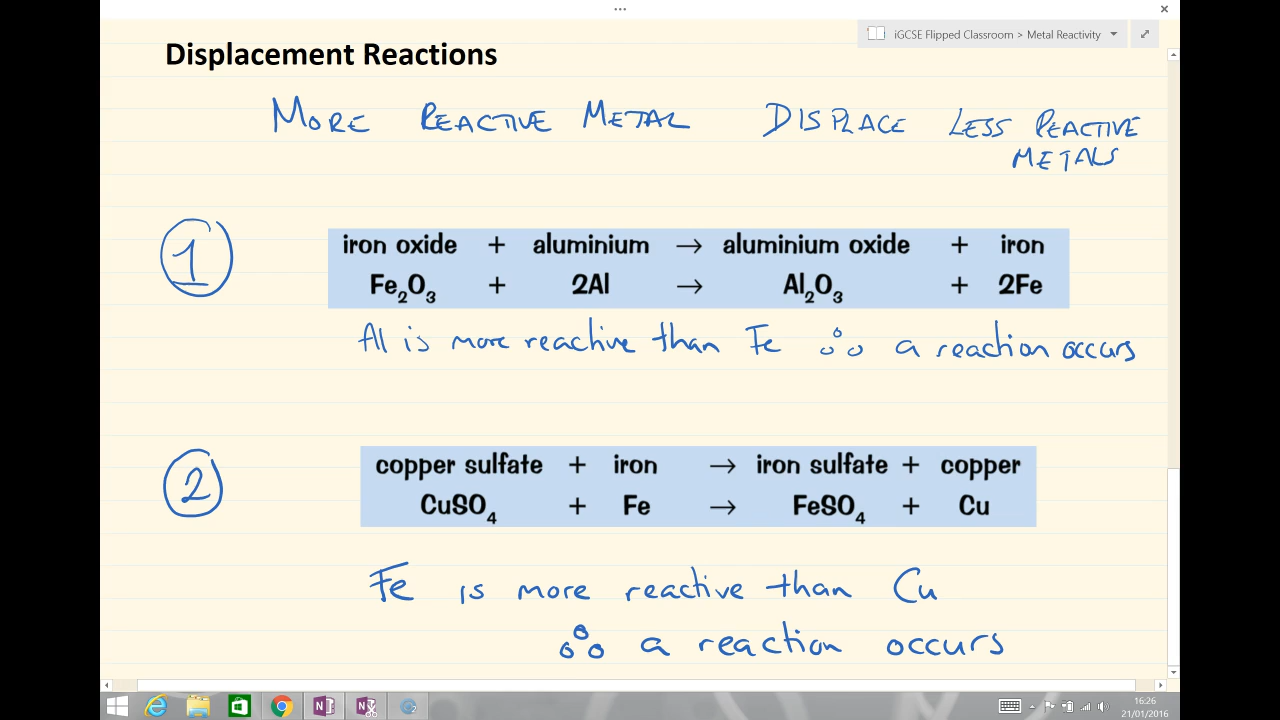 ...
iGCSE Flipped Classroom > Metal Reactivity
Displacement Reactions
MORE REACTIVE METAL DISPLACE LESS REACTIVE
METALS
1
iron oxide + aluminium → aluminium oxide + iron
Fe₂O₃ + 2Al → Al₂O₃ + 2Fe
Al is more reactive than Fe ∴ a reaction occurs
2
copper sulfate + iron → iron sulfate + copper
CuSO₄ + Fe → FeSO₄ + Cu
Fe is more reactive than Cu
∴ a reaction occurs
16:26
21/01/2016